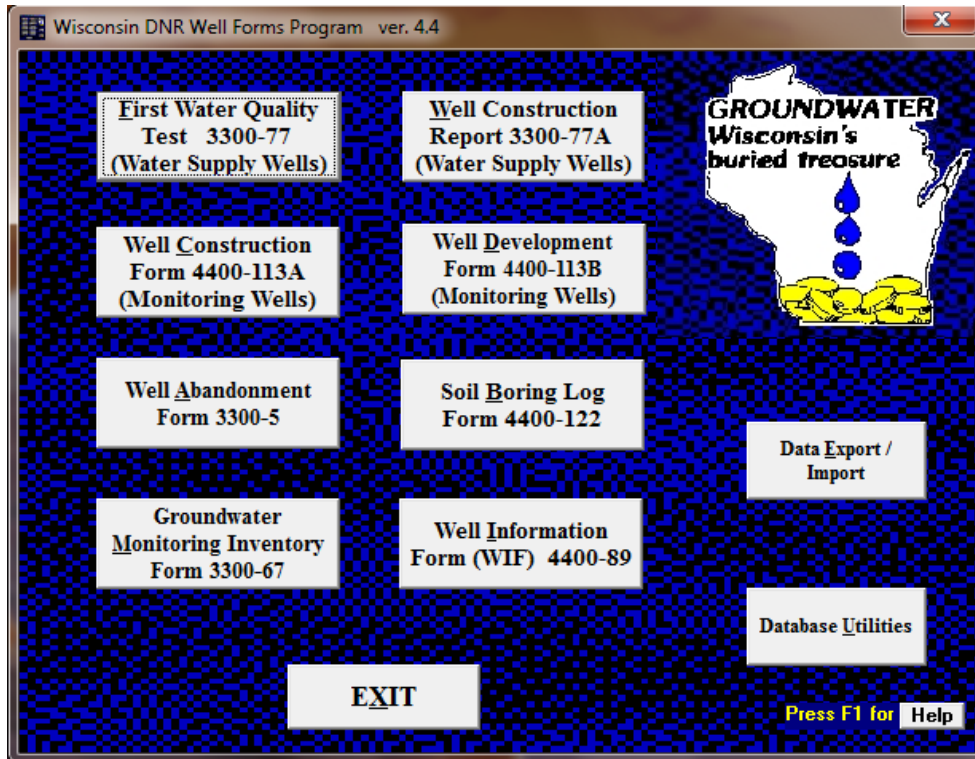 Wisconsin DNR Well Forms Program ver. 4.4
X
First Water Quality
Test 3300-77
(Water Supply Wells)
Well Construction
Report 3300-77A
(Water Supply Wells)
GROUNDWATER
Wisconsin's
buried treasure
Well Construction
Form 4400-113A
(Monitoring Wells)
Well Development
Form 4400-113B
(Monitoring Wells)
Well Abandonment
Form 3300-5
Soil Boring Log
Form 4400-122
Data Export /
Import
Groundwater
Monitoring Inventory
Form 3300-67
Well Information
Form (WIF) 4400-89
Database Utilities
EXIT
Press F1 for Help